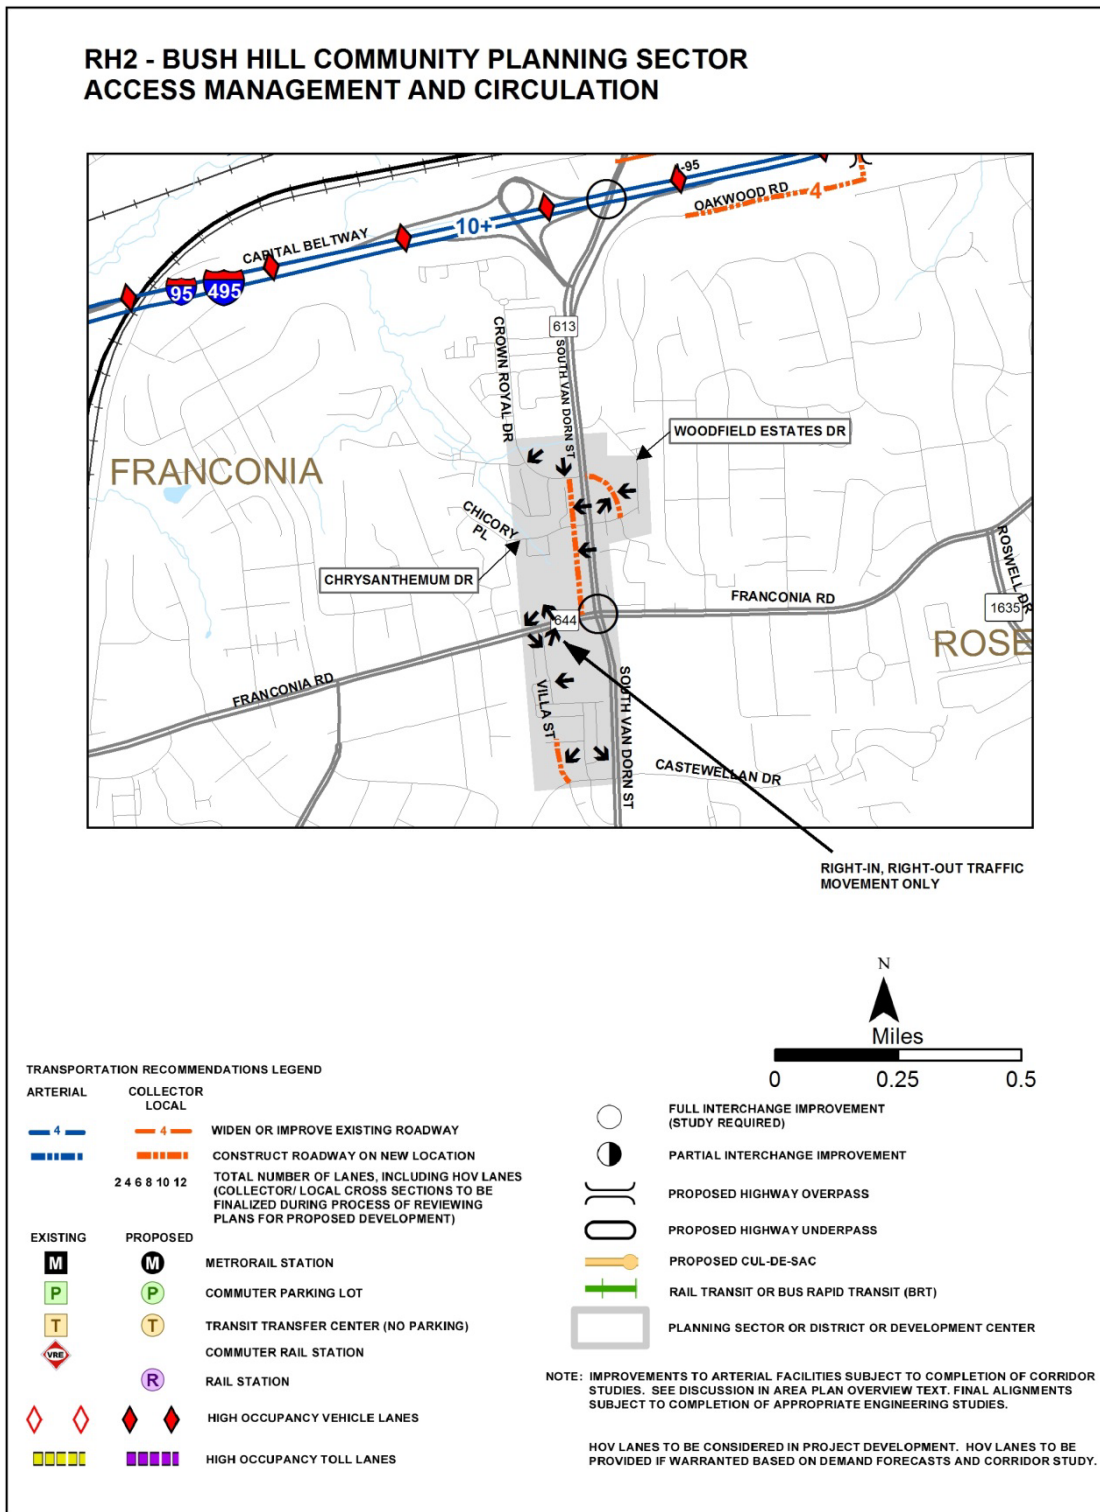 RH2 - BUSH HILL COMMUNITY PLANNING SECTOR
ACCESS MANAGEMENT AND CIRCULATION
-95
OAKWOOD RD
4
10+
CAPITAL BELTWAY
95
495
613
CROWN ROYAL DR
SOUTH VAN DORN ST
WOODFIELD ESTATES DR
FRANCONIA
CHICORY
PL
CHRYSANTHEMUM DR
ROSWELL DR
FRANCONIA RD
1635
644
ROSE
FRANCONIA RD
VILLA ST
SOUTH VAN DORN ST
CASTEWELLAN DR
RIGHT-IN, RIGHT-OUT TRAFFIC
MOVEMENT ONLY
N
Miles
0 0.25 0.5
TRANSPORTATION RECOMMENDATIONS LEGEND
ARTERIAL COLLECTOR
LOCAL
4 4 WIDEN OR IMPROVE EXISTING ROADWAY
CONSTRUCT ROADWAY ON NEW LOCATION
2 4 6 8 10 12 TOTAL NUMBER OF LANES, INCLUDING HOV LANES
(COLLECTOR/ LOCAL CROSS SECTIONS TO BE
FINALIZED DURING PROCESS OF REVIEWING
PLANS FOR PROPOSED DEVELOPMENT)
EXISTING PROPOSED
M M METRORAIL STATION
P P COMMUTER PARKING LOT
T T TRANSIT TRANSFER CENTER (NO PARKING)
VRE COMMUTER RAIL STATION
R RAIL STATION
HIGH OCCUPANCY VEHICLE LANES
HIGH OCCUPANCY TOLL LANES
FULL INTERCHANGE IMPROVEMENT
(STUDY REQUIRED)
PARTIAL INTERCHANGE IMPROVEMENT
PROPOSED HIGHWAY OVERPASS
PROPOSED HIGHWAY UNDERPASS
PROPOSED CUL-DE-SAC
RAIL TRANSIT OR BUS RAPID TRANSIT (BRT)
PLANNING SECTOR OR DISTRICT OR DEVELOPMENT CENTER
NOTE: IMPROVEMENTS TO ARTERIAL FACILITIES SUBJECT TO COMPLETION OF CORRIDOR
STUDIES. SEE DISCUSSION IN AREA PLAN OVERVIEW TEXT. FINAL ALIGNMENTS
SUBJECT TO COMPLETION OF APPROPRIATE ENGINEERING STUDIES.
HOV LANES TO BE CONSIDERED IN PROJECT DEVELOPMENT. HOV LANES TO BE
PROVIDED IF WARRANTED BASED ON DEMAND FORECASTS AND CORRIDOR STUDY.